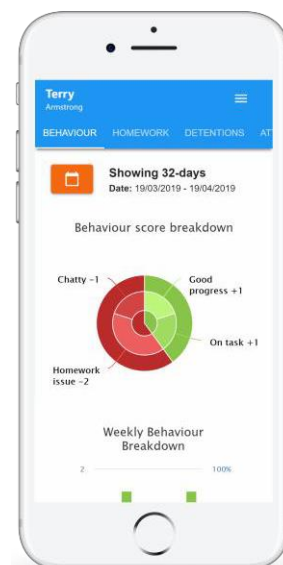 Terry
Armstrong
BEHAVIOUR HOMEWORK DETENTIONS AT
Showing 32-days
Date: 19/03/2019 - 19/04/2019
Behaviour score breakdown
Chatty -1
Good
progress +1
On task +1
Homework
issue -2
Weekly Behaviour
Breakdown
2 100%